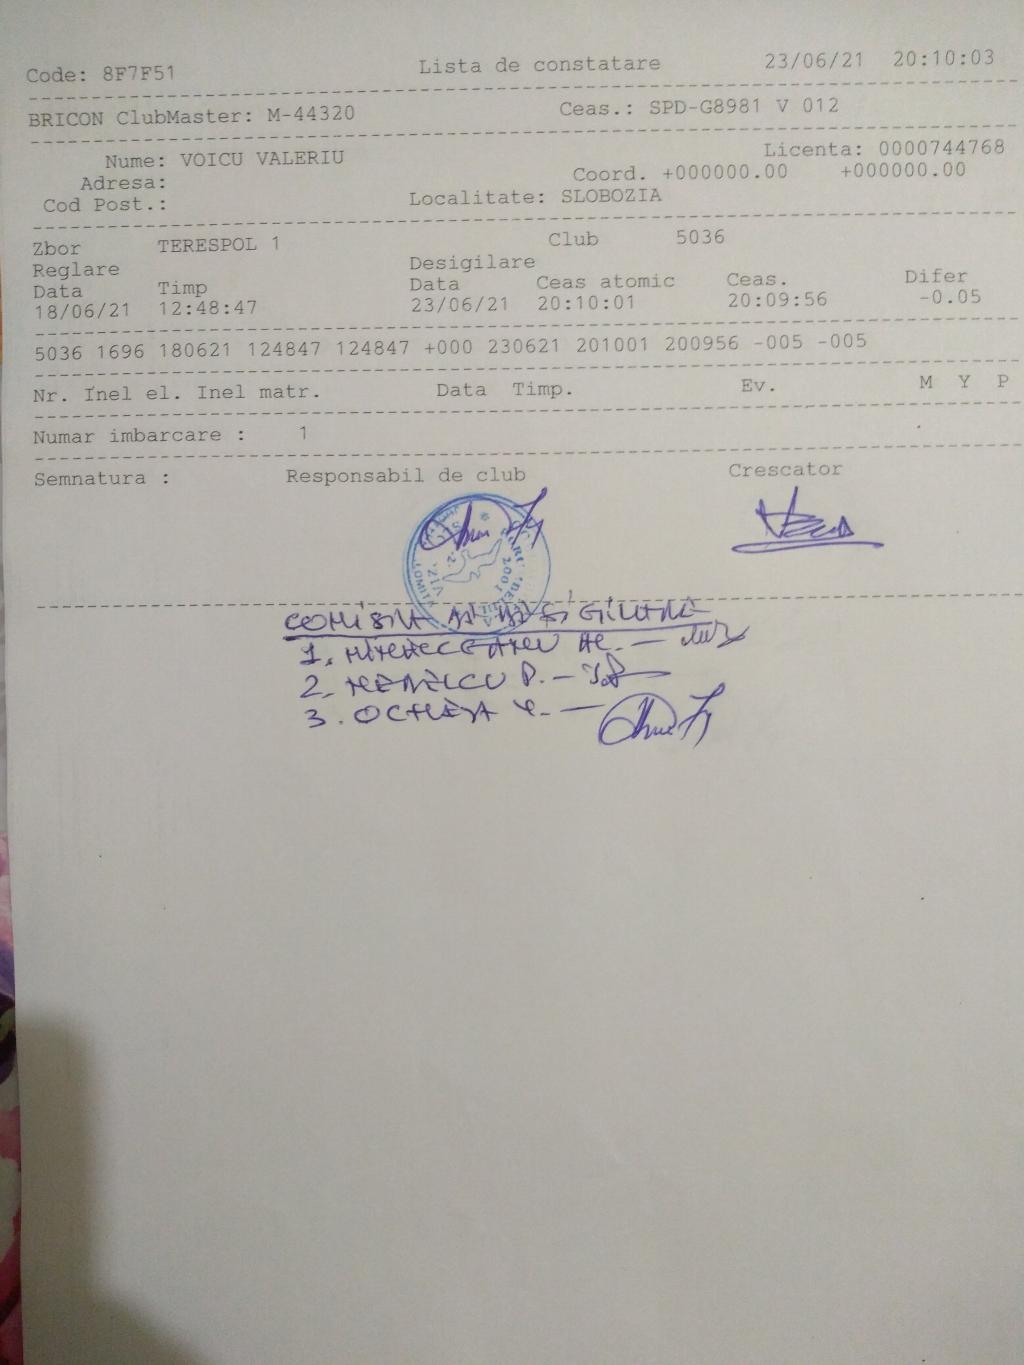 Code: 8F7F51 Lista de constatare 23/06/21 20:10:03
BRICON ClubMaster: M-44320 Ceas.: SPD-G8981 V 012
Nume: VOICU VALERIU Licenta: 0000744768
Adresa: Coord. +000000.00 +000000.00
Cod Post.: Localitate: SLOBOZIA
Zbor TERESPOL 1 Club 5036
Reglare Desigilare
Data Timp Data Ceas atomic Ceas. Difer
18/06/21 12:48:47 23/06/21 20:10:01 20:09:56 -0.05
5036 1696 180621 124847 124847 +000 230621 201001 200956 -005 -005
Nr. Inel el. Inel matr. Data Timp. Ev. M Y P
Numar imbarcare : 1
Semnatura : Responsabil de club Crescator
2001
1.
2.
3.